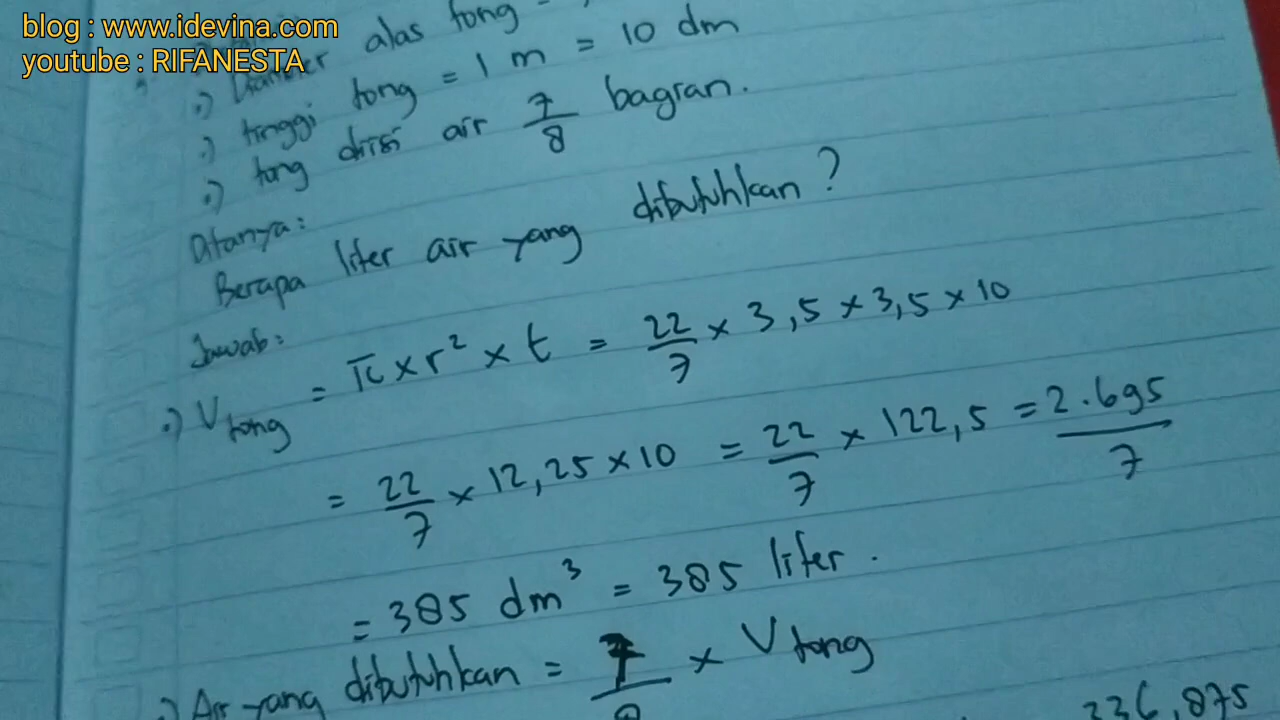 blog : www.idevina.com
youtube : RIFANESTA
.) Diameter alas tong =
.) tinggi tong = 1 m = 10 dm
.) tong diisi air 7/8 bagian.
Ditanya:
Berapa liter air yang dibutuhkan?
Jawab:
.) V tong = π x r² x t = 22/7 x 3,5 x 3,5 x 10
= 22/7 x 12,25 x 10 = 22/7 x 122,5 = 2.695/7
= 385 dm³ = 385 liter.
.) Air yang dibutuhkan = 7/8 x V tong
336,875